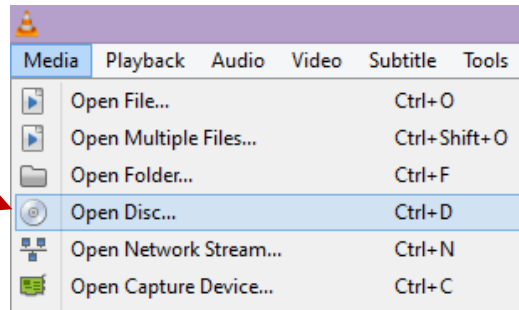 Media Playback Audio Video Subtitle Tools
Open File... Ctrl+O
Open Multiple Files... Ctrl+Shift+O
Open Folder... Ctrl+F
Open Disc... Ctrl+D
Open Network Stream... Ctrl+N
Open Capture Device... Ctrl+C